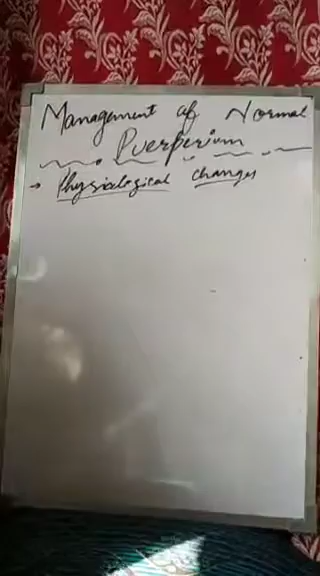 Management of Normal
Puerperium
→ Physiological changes